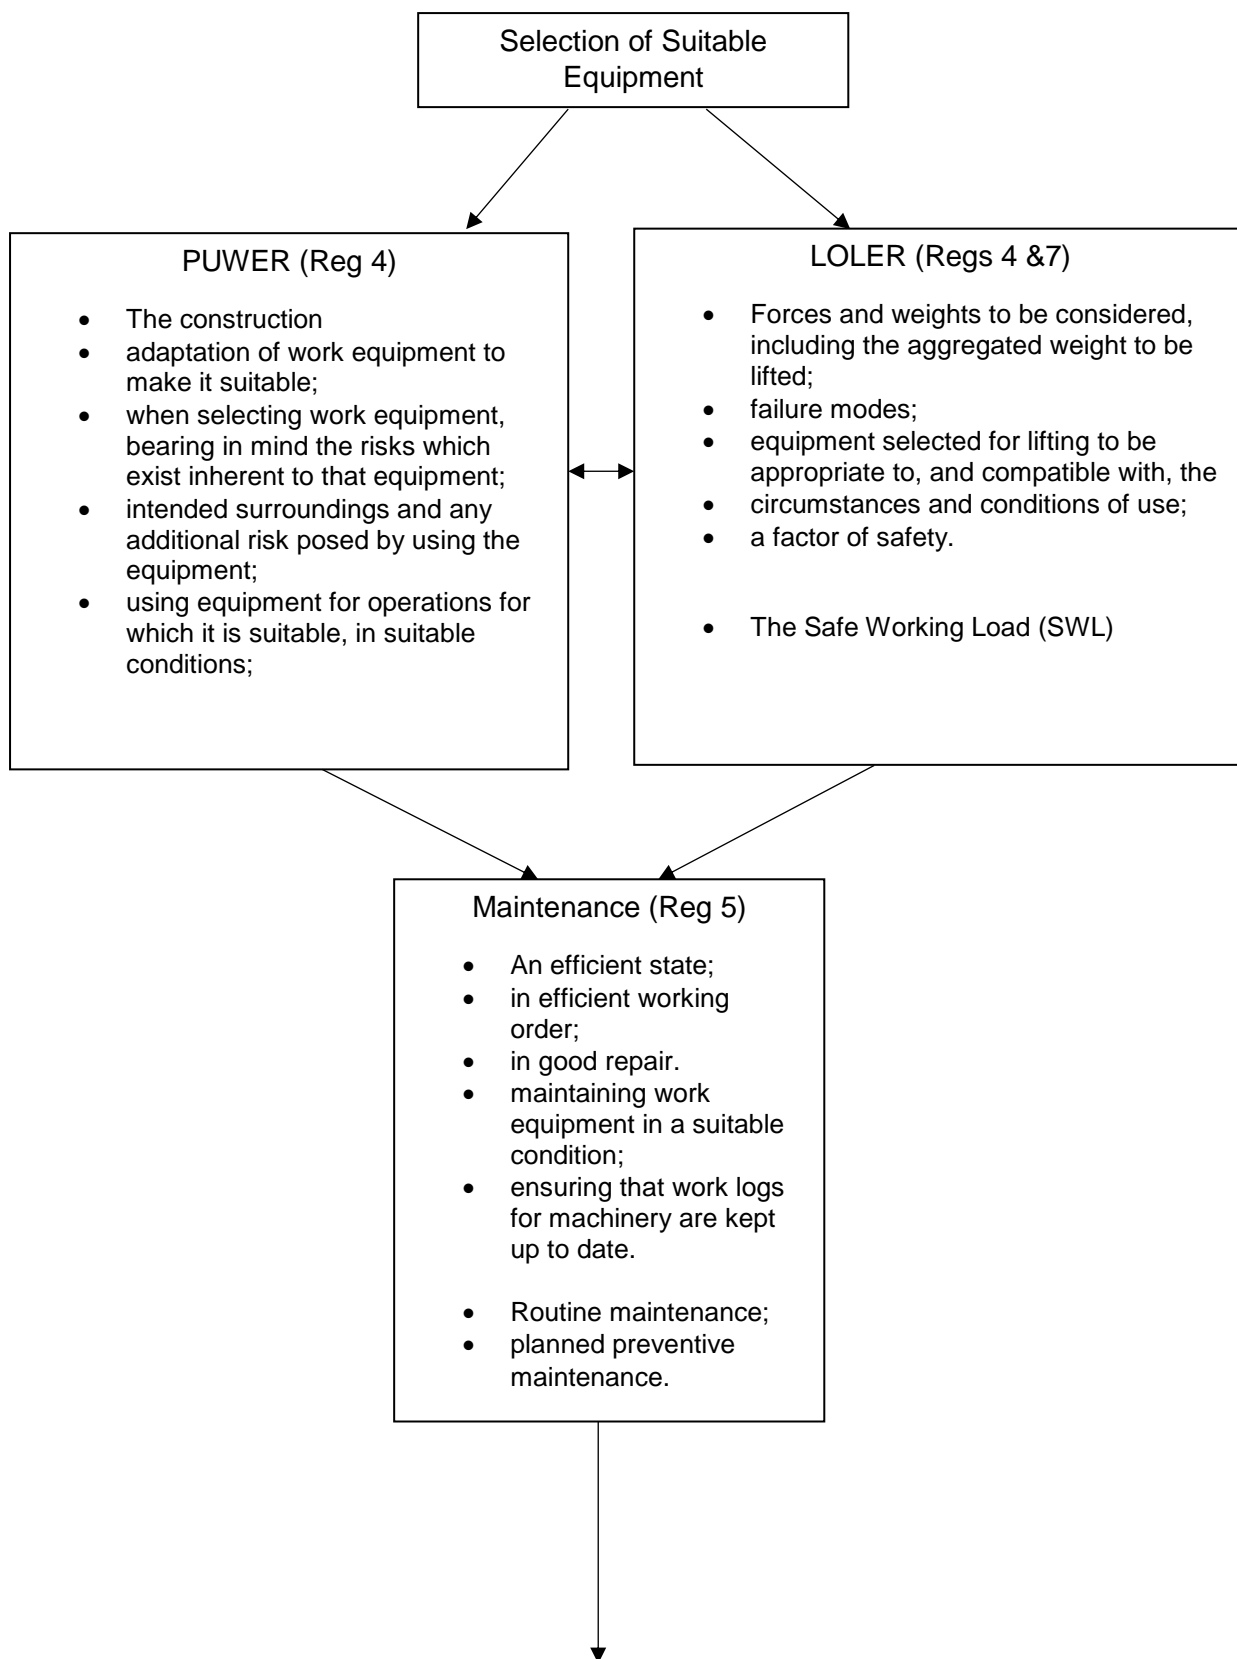 Selection of Suitable
Equipment
PUWER (Reg 4)
• The construction
• adaptation of work equipment to
make it suitable;
• when selecting work equipment,
bearing in mind the risks which
exist inherent to that equipment;
• intended surroundings and any
additional risk posed by using the
equipment;
• using equipment for operations for
which it is suitable, in suitable
conditions;
LOLER (Regs 4 &7)
• Forces and weights to be considered,
including the aggregated weight to be
lifted;
• failure modes;
• equipment selected for lifting to be
appropriate to, and compatible with, the
• circumstances and conditions of use;
• a factor of safety.
• The Safe Working Load (SWL)
Maintenance (Reg 5)
• An efficient state;
• in efficient working
order;
• in good repair.
• maintaining work
equipment in a suitable
condition;
• ensuring that work logs
for machinery are kept
up to date.
• Routine maintenance;
• planned preventive
maintenance.